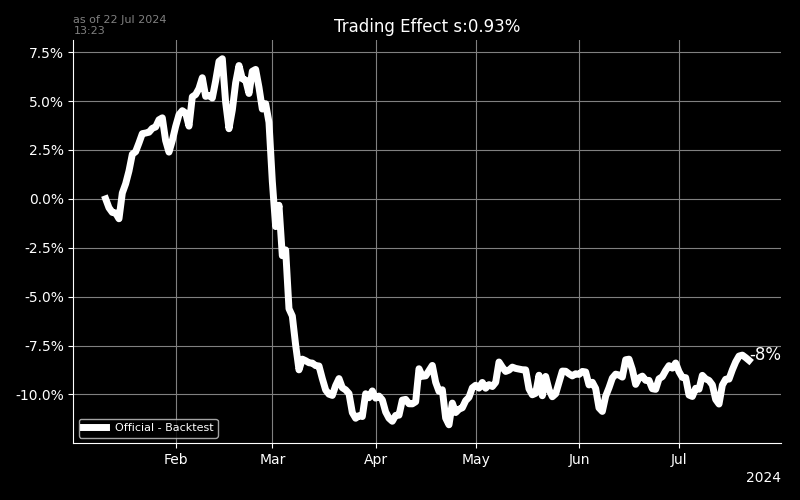 as of 22 Jul 2024
13:23
Trading Effect s:0.93%
7.5%
5.0%
2.5%
0.0%
-2.5%
-5.0%
-7.5%
-10.0%
-8%
Official - Backtest
Feb
Mar
Apr
May
Jun
Jul
2024